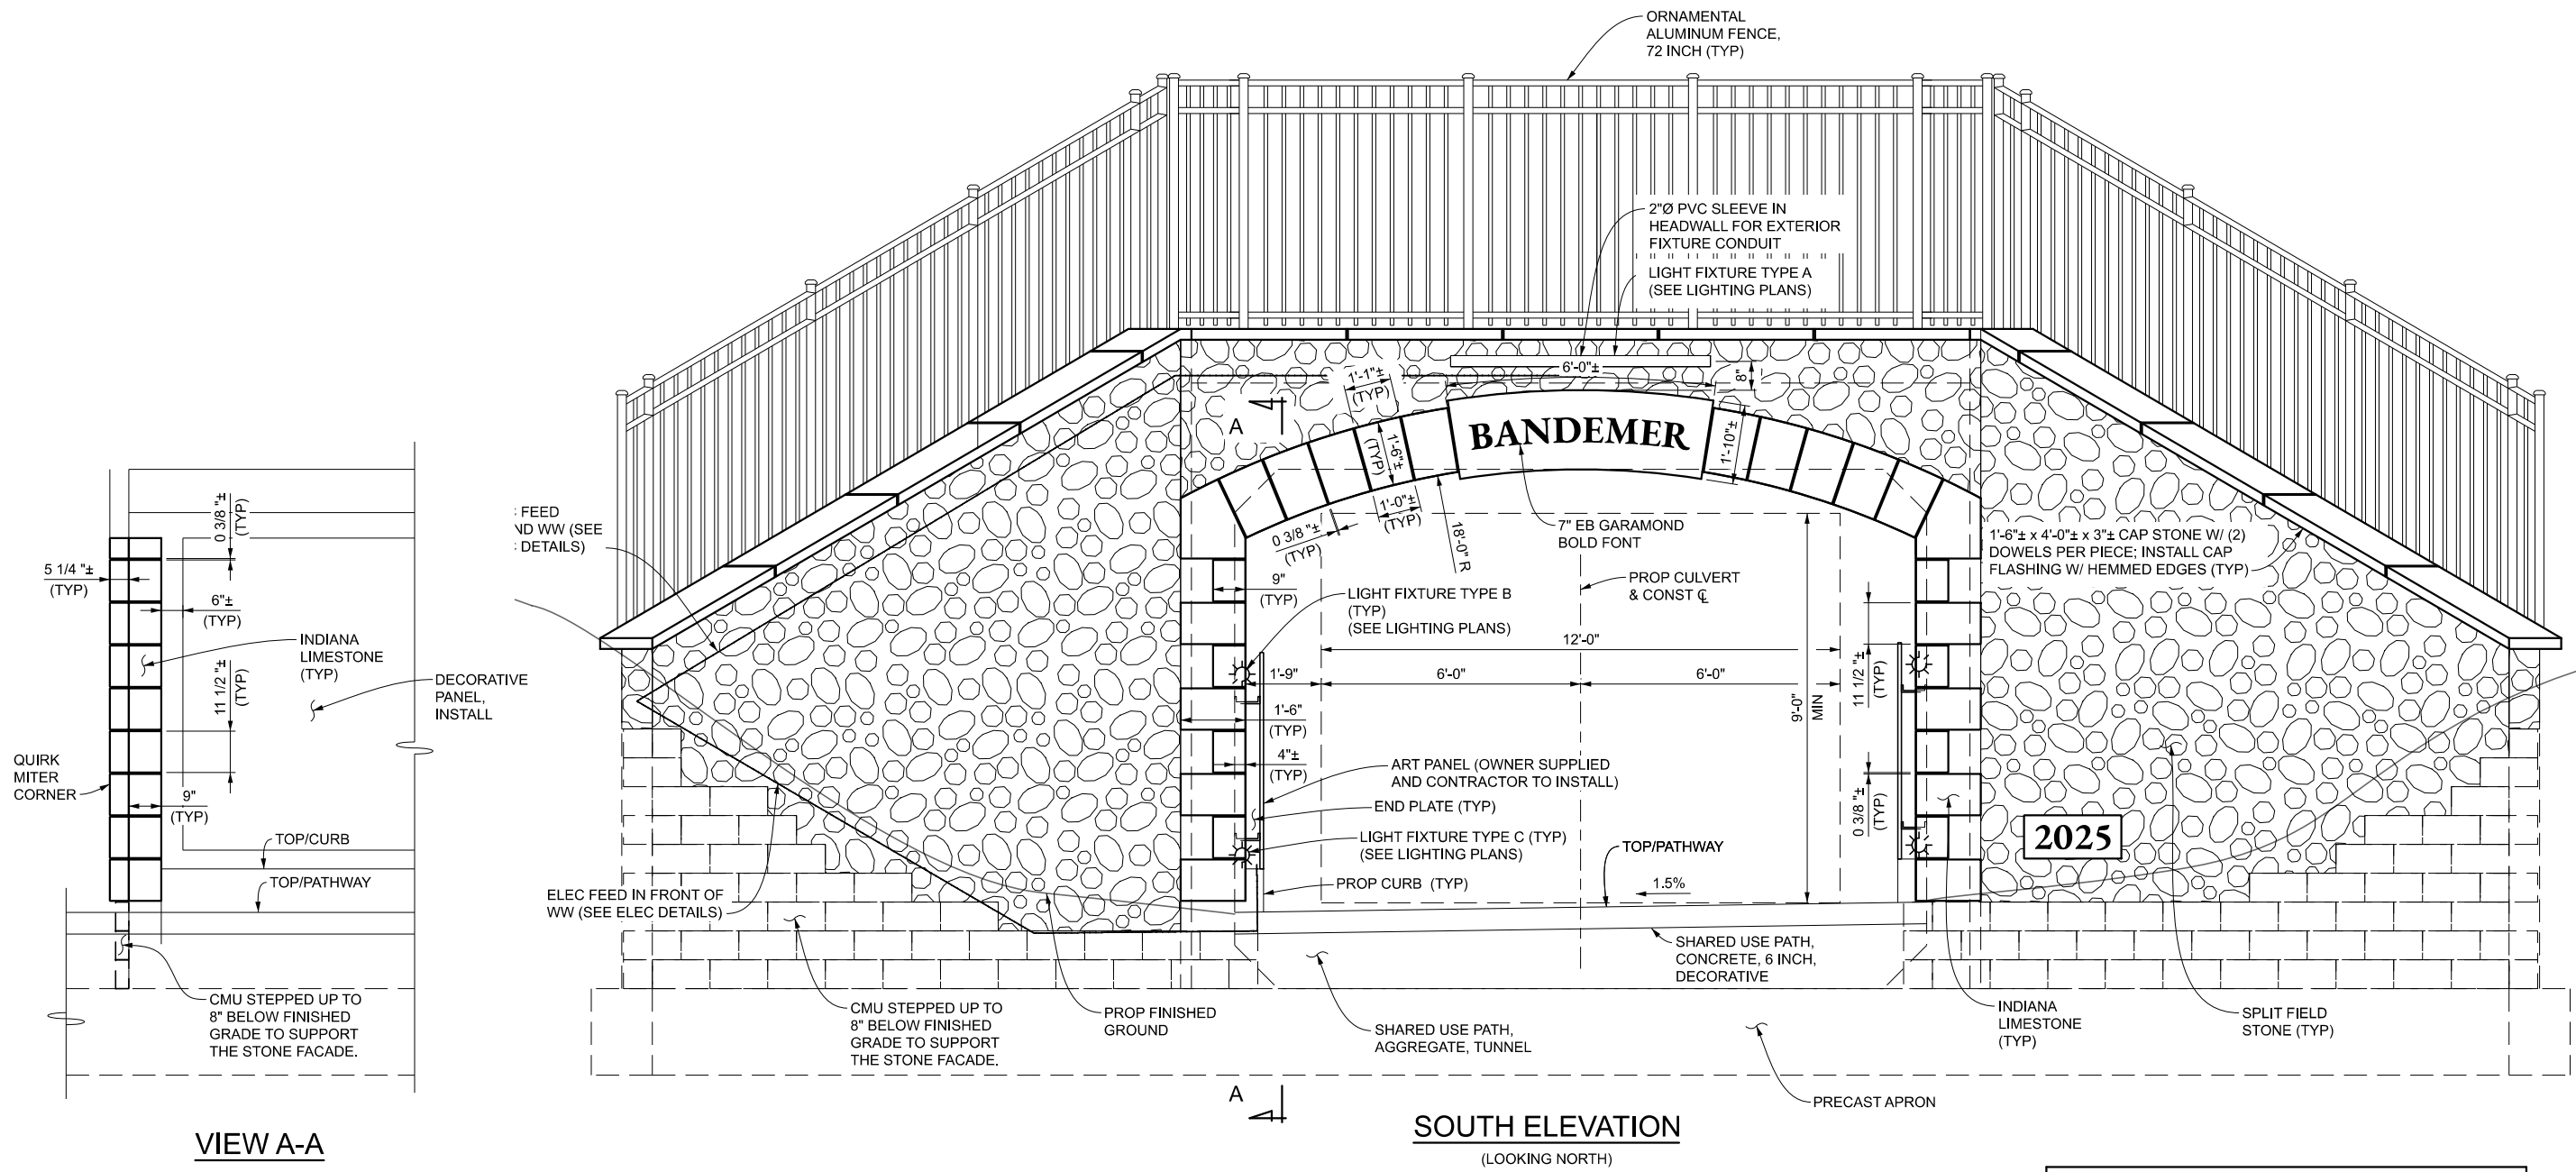 ORNAMENTAL
ALUMINUM FENCE,
72 INCH (TYP)
2"Ø PVC SLEEVE IN
HEADWALL FOR EXTERIOR
FIXTURE CONDUIT
LIGHT FIXTURE TYPE A
(SEE LIGHTING PLANS)
6'-0"±
8"
1'-1"±
(TYP)
A
BANDEMER
1'-10"±
1'-6"±
(TYP)
1'-0"±
(TYP)
0 3/8 "±
(TYP)
18'-0" R
7" EB GARAMOND
BOLD FONT
1'-6"± x 4'-0"± x 3"± CAP STONE W/ (2)
DOWELS PER PIECE; INSTALL CAP
FLASHING W/ HEMMED EDGES (TYP)
FEED
ND WW (SEE
DETAILS)
9"
(TYP)
LIGHT FIXTURE TYPE B
(TYP)
(SEE LIGHTING PLANS)
PROP CULVERT
& CONST ℄
12'-0"
1'-9"
6'-0"
6'-0"
9'-0"
MIN
11 1/2 "±
(TYP)
1'-6"
(TYP)
4"±
(TYP)
ART PANEL (OWNER SUPPLIED
AND CONTRACTOR TO INSTALL)
END PLATE (TYP)
LIGHT FIXTURE TYPE C (TYP)
(SEE LIGHTING PLANS)
TOP/PATHWAY
0 3/8 "±
(TYP)
2025
PROP CURB (TYP)
1.5%
ELEC FEED IN FRONT OF
WW (SEE ELEC DETAILS)
SHARED USE PATH,
CONCRETE, 6 INCH,
DECORATIVE
CMU STEPPED UP TO
8" BELOW FINISHED
GRADE TO SUPPORT
THE STONE FACADE.
PROP FINISHED
GROUND
SHARED USE PATH,
AGGREGATE, TUNNEL
INDIANA
LIMESTONE
(TYP)
SPLIT FIELD
STONE (TYP)
PRECAST APRON
A
SOUTH ELEVATION
(LOOKING NORTH)
0 3/8 "±
(TYP)
5 1/4 "±
(TYP)
6"±
(TYP)
INDIANA
LIMESTONE
(TYP)
11 1/2 "±
(TYP)
DECORATIVE
PANEL,
INSTALL
QUIRK
MITER
CORNER
9"
(TYP)
TOP/CURB
TOP/PATHWAY
CMU STEPPED UP TO
8" BELOW FINISHED
GRADE TO SUPPORT
THE STONE FACADE.
VIEW A-A